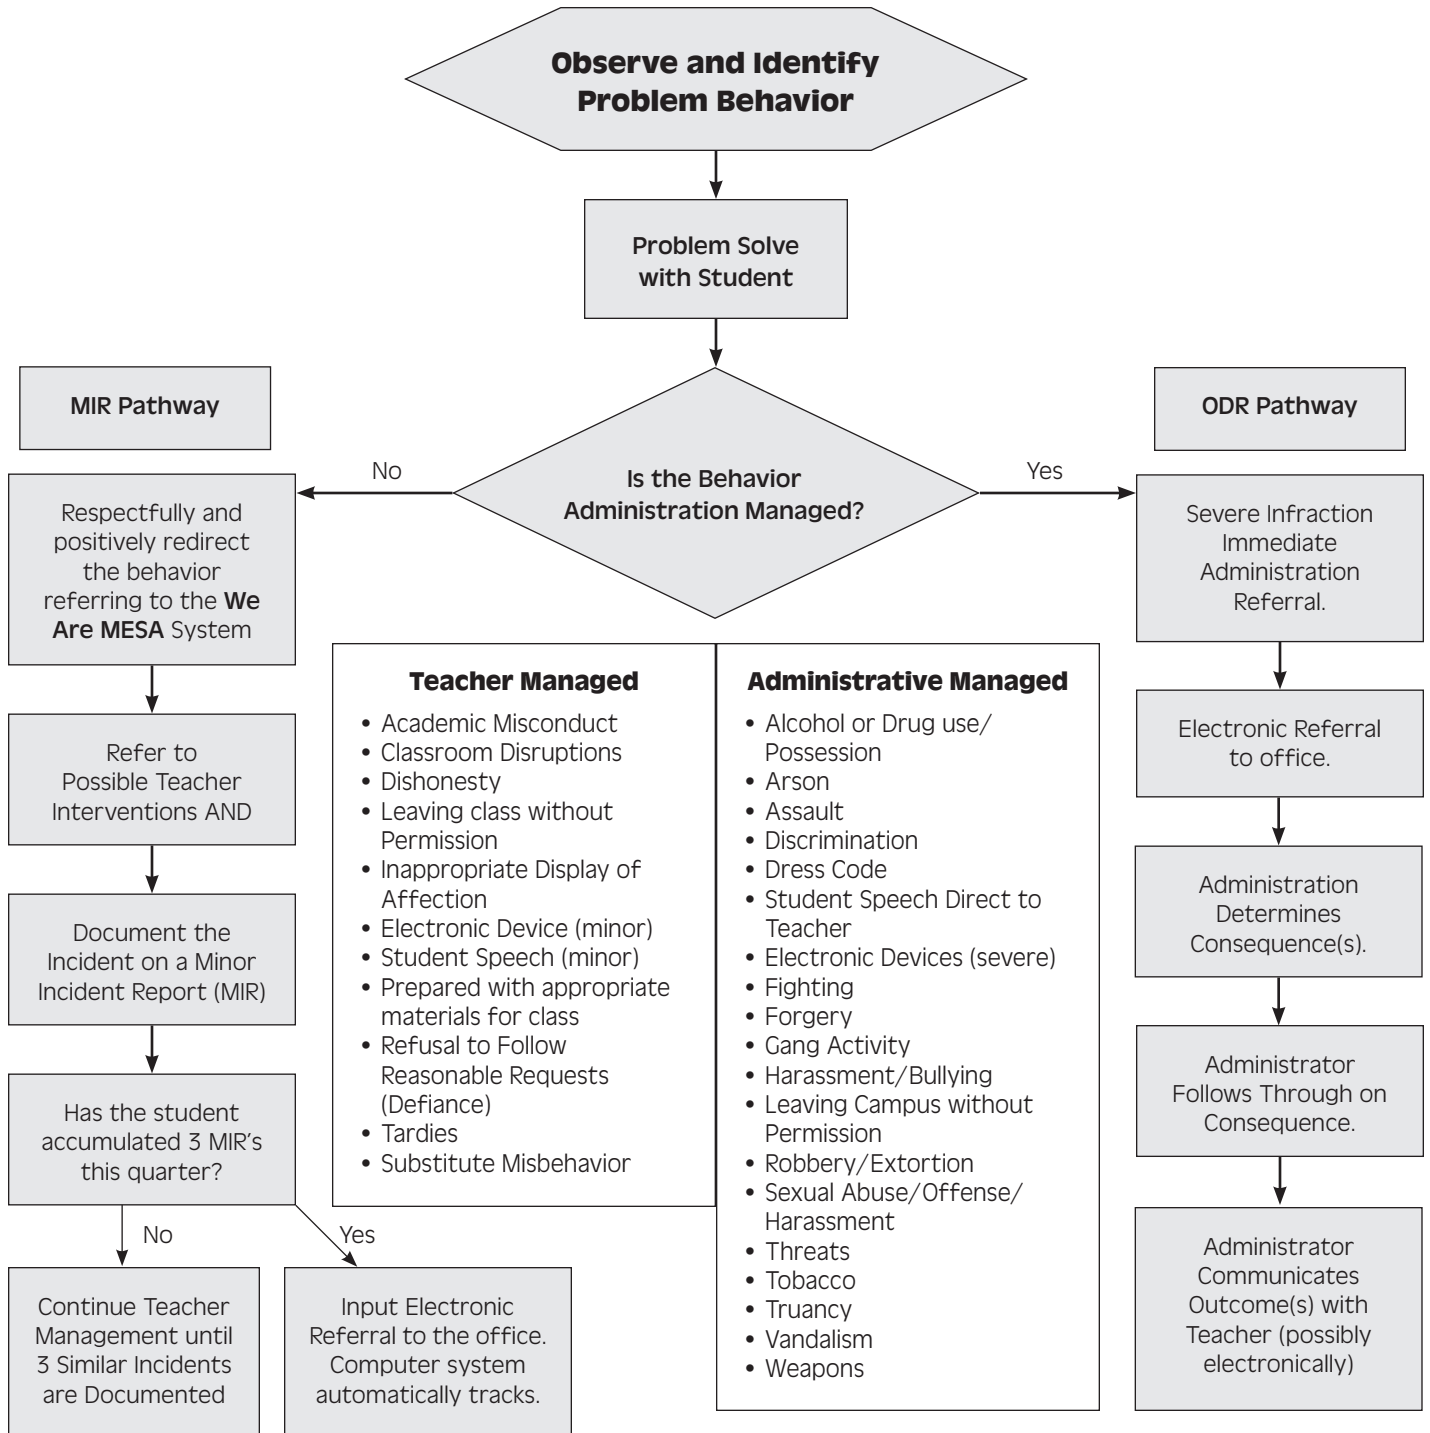 Observe and Identify
Problem Behavior
Problem Solve
with Student
MIR Pathway
ODR Pathway
Is the Behavior
Administration Managed?
No
Yes
Respectfully and
positively redirect
the behavior
referring to the We
Are MESA System
Refer to
Possible Teacher
Interventions AND
Document the
Incident on a Minor
Incident Report (MIR)
Has the student
accumulated 3 MIR's
this quarter?
No
Yes
Continue Teacher
Management until
3 Similar Incidents
are Documented
Input Electronic
Referral to the office.
Computer system
automatically tracks.
Teacher Managed
• Academic Misconduct
• Classroom Disruptions
• Dishonesty
• Leaving class without
Permission
• Inappropriate Display of
Affection
• Electronic Device (minor)
• Student Speech (minor)
• Prepared with appropriate
materials for class
• Refusal to Follow
Reasonable Requests
(Defiance)
• Tardies
• Substitute Misbehavior
Administrative Managed
• Alcohol or Drug use/
Possession
• Arson
• Assault
• Discrimination
• Dress Code
• Student Speech Direct to
Teacher
• Electronic Devices (severe)
• Fighting
• Forgery
• Gang Activity
• Harassment/Bullying
• Leaving Campus without
Permission
• Robbery/Extortion
• Sexual Abuse/Offense/
Harassment
• Threats
• Tobacco
• Truancy
• Vandalism
• Weapons
Severe Infraction
Immediate
Administration
Referral.
Electronic Referral
to office.
Administration
Determines
Consequence(s).
Administrator
Follows Through on
Consequence.
Administrator
Communicates
Outcome(s) with
Teacher (possibly
electronically)